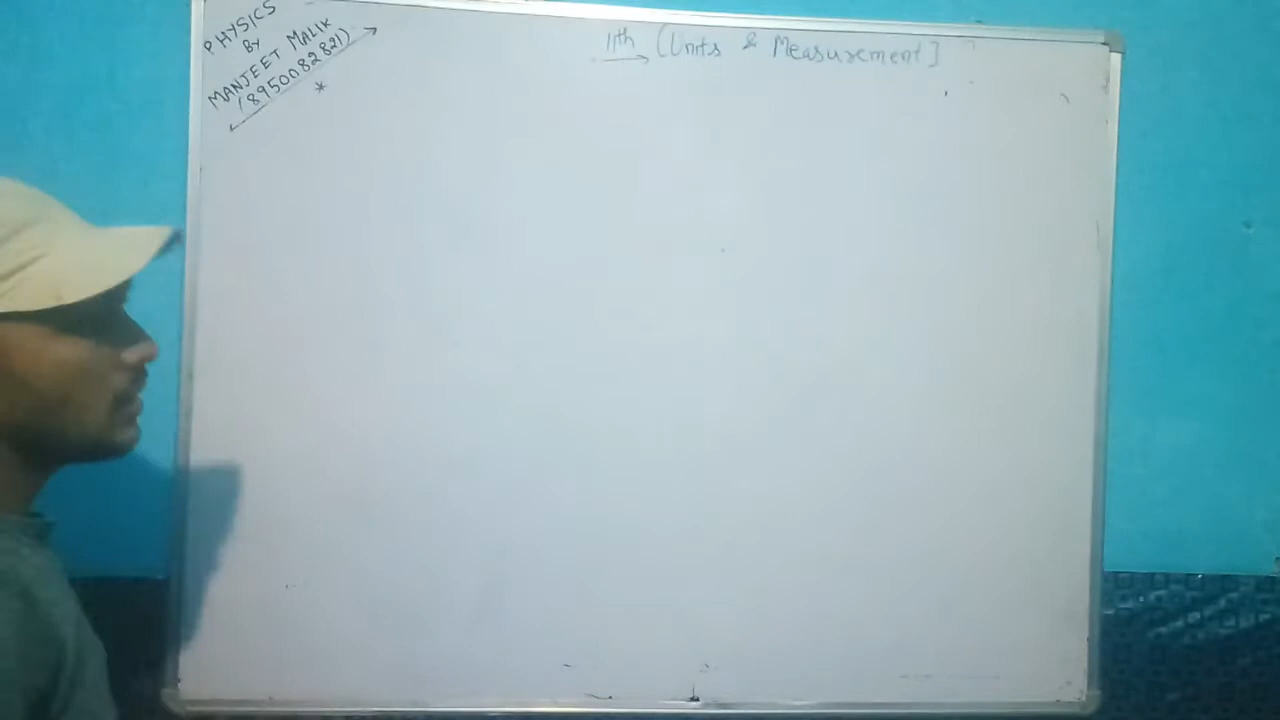 PHYSICS
By
MANJEET MALIK
(8950082821)
*
11th (Units & Measurement]